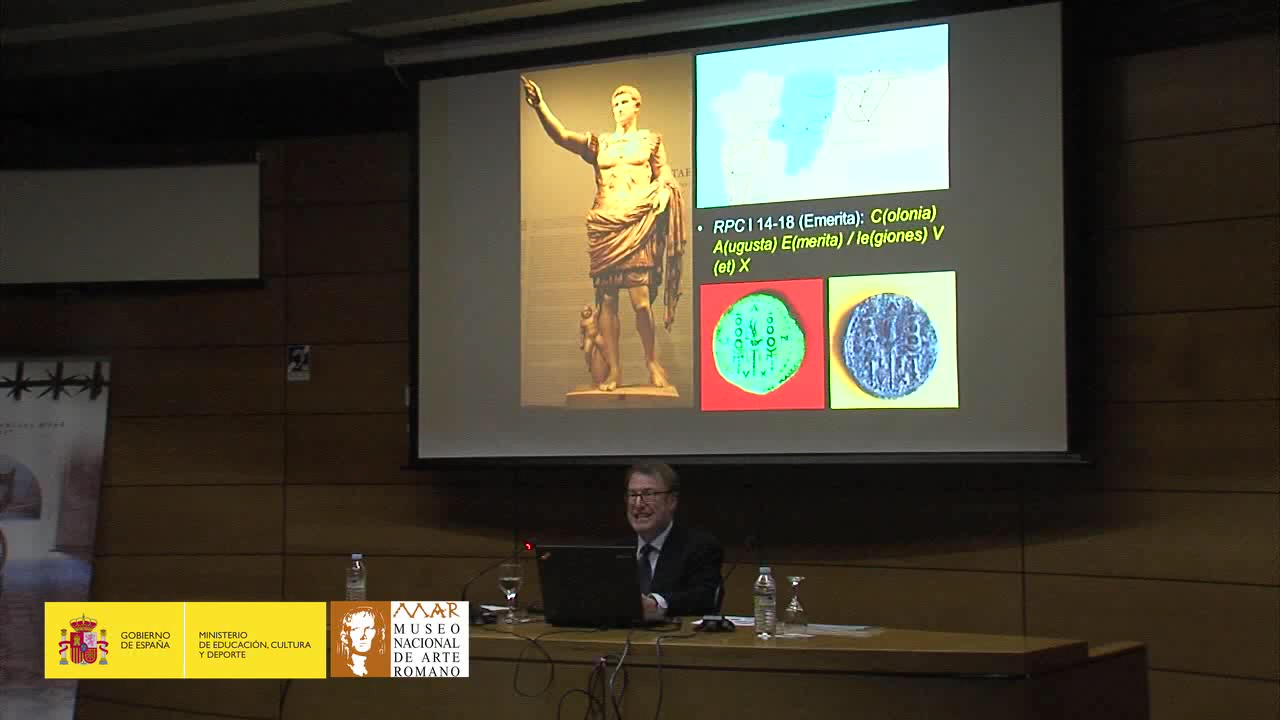 • RPC I 14-18 (Emerita): C(olonia)
A(ugusta) E(merita) / le(giones) V
(et) X
GOBIERNO
DE ESPAÑA
MINISTERIO
DE EDUCACIÓN, CULTURA
Y DEPORTE
MAR
MUSEO
NACIONAL
DE ARTE
ROMANO